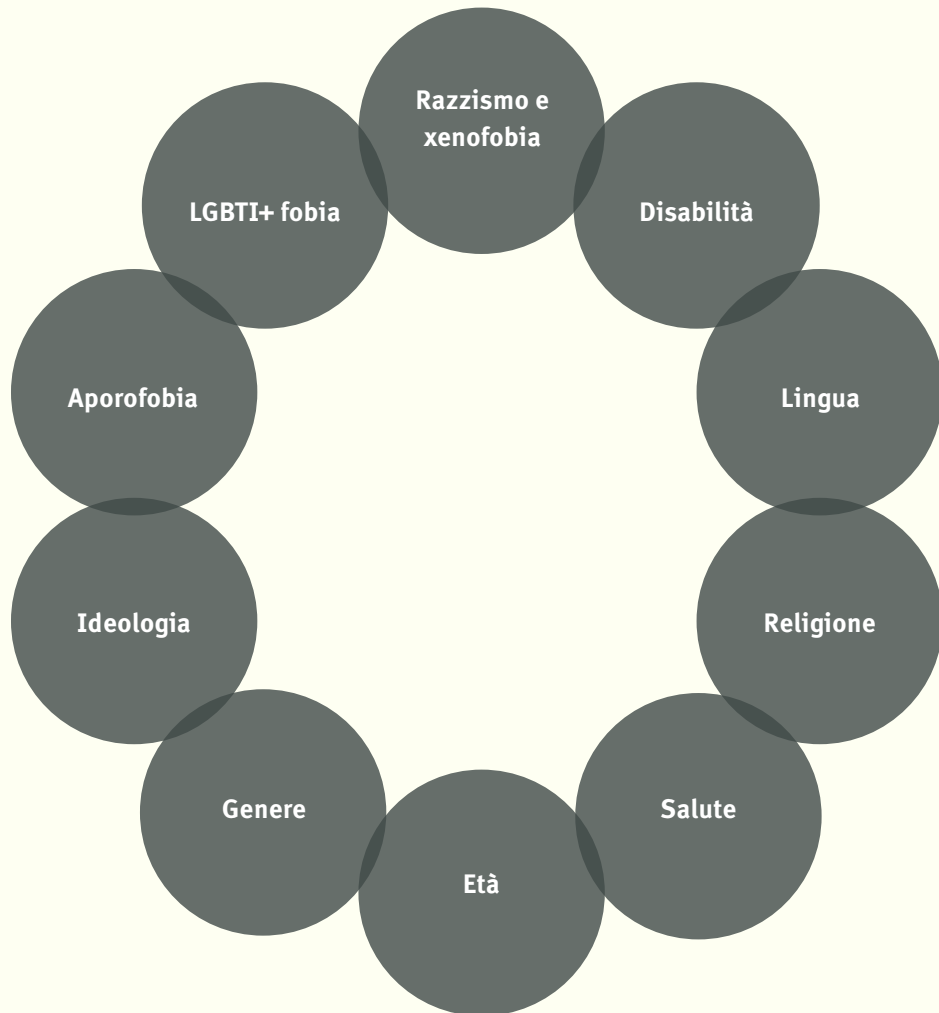 Razzismo e
xenofobia
LGBTI+ fobia
Disabilità
Aporofobia
Lingua
Ideologia
Religione
Genere
Salute
Età